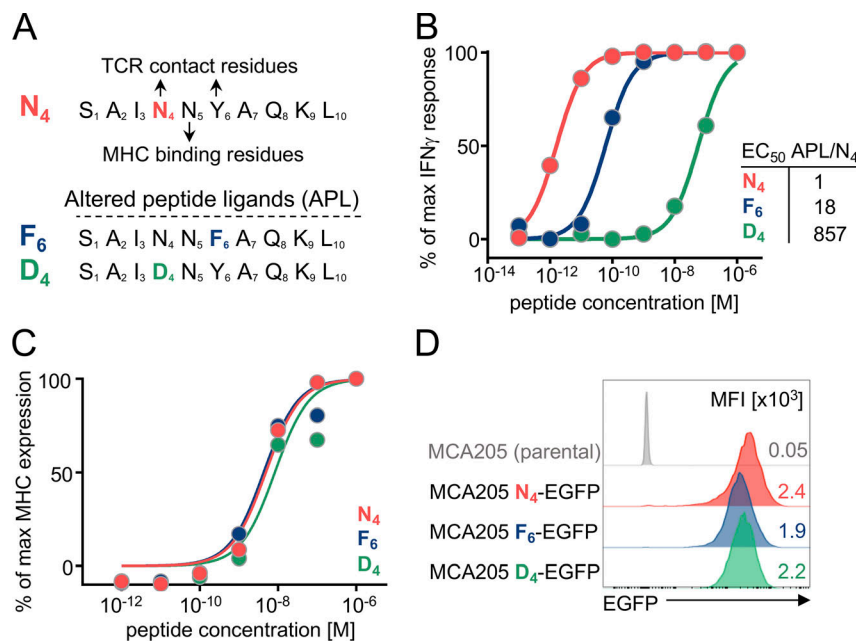 A
TCR contact residues
N₄ S₁ A₂ I₃ N₄ N₅ Y₆ A₇ Q₈ K₉ L₁₀
MHC binding residues
Altered peptide ligands (APL)
F₆ S₁ A₂ I₃ N₄ N₅ F₆ A₇ Q₈ K₉ L₁₀
D₄ S₁ A₂ I₃ D₄ N₅ Y₆ A₇ Q₈ K₉ L₁₀
B
% of max IFNγ response
100
50
0
10⁻¹⁴ 10⁻¹² 10⁻¹⁰ 10⁻⁸ 10⁻⁶
peptide concentration [M]
EC₅₀ APL/N₄
N₄ 1
F₆ 18
D₄ 857
C
% of max MHC expression
100
50
0
N₄
F₆
D₄
10⁻¹² 10⁻¹⁰ 10⁻⁸ 10⁻⁶
peptide concentration [M]
D
MFI [x10³]
MCA205 (parental) 0.05
MCA205 N₄-EGFP 2.4
MCA205 F₆-EGFP 1.9
MCA205 D₄-EGFP 2.2
EGFP